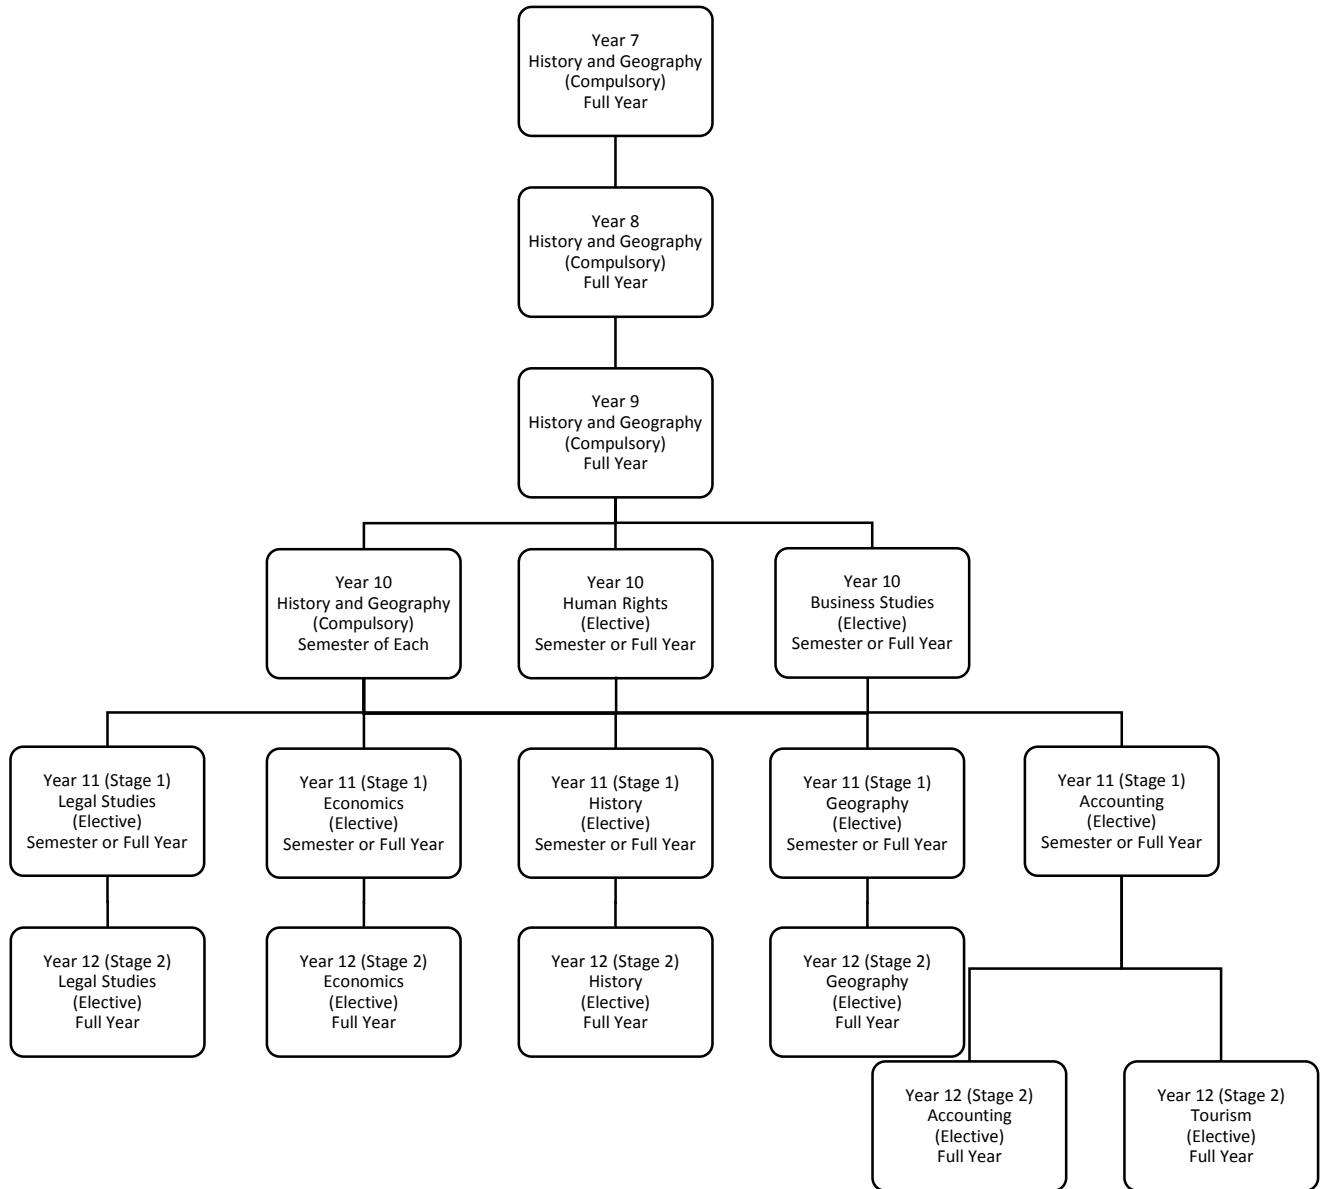 Year 7
History and Geography
(Compulsory)
Full Year
Year 8
History and Geography
(Compulsory)
Full Year
Year 9
History and Geography
(Compulsory)
Full Year
Year 10
History and Geography
(Compulsory)
Semester of Each
Year 10
Human Rights
(Elective)
Semester or Full Year
Year 10
Business Studies
(Elective)
Semester or Full Year
Year 11 (Stage 1)
Legal Studies
(Elective)
Semester or Full Year
Year 11 (Stage 1)
Economics
(Elective)
Semester or Full Year
Year 11 (Stage 1)
History
(Elective)
Semester or Full Year
Year 11 (Stage 1)
Geography
(Elective)
Semester or Full Year
Year 11 (Stage 1)
Accounting
(Elective)
Semester or Full Year
Year 12 (Stage 2)
Legal Studies
(Elective)
Full Year
Year 12 (Stage 2)
Economics
(Elective)
Full Year
Year 12 (Stage 2)
History
(Elective)
Full Year
Year 12 (Stage 2)
Geography
(Elective)
Full Year
Year 12 (Stage 2)
Accounting
(Elective)
Full Year
Year 12 (Stage 2)
Tourism
(Elective)
Full Year